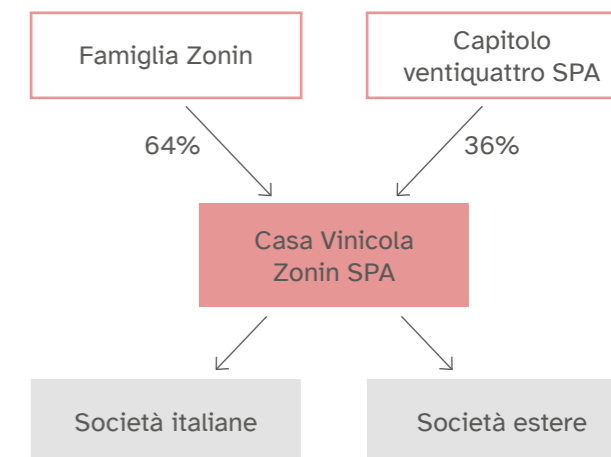 Famiglia Zonin
Capitolo
ventiquattro SPA
64%
36%
Casa Vinicola
Zonin SPA
Società italiane
Società estere